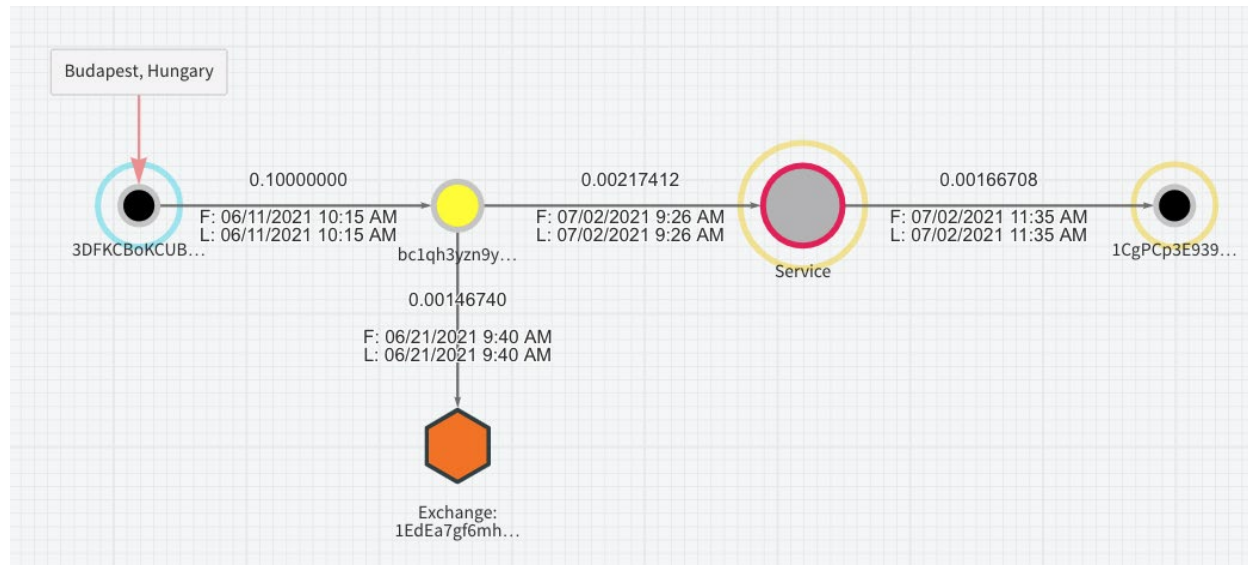 Budapest, Hungary
0.10000000
0.00217412
0.00166708
F: 06/11/2021 10:15 AM
L: 06/11/2021 10:15 AM
F: 07/02/2021 9:26 AM
L: 07/02/2021 9:26 AM
F: 07/02/2021 11:35 AM
L: 07/02/2021 11:35 AM
3DFKCBoKCUB…
bc1qh3yzn9y…
Service
1CgPCp3E939…
0.00146740
F: 06/21/2021 9:40 AM
L: 06/21/2021 9:40 AM
Exchange:
1EdEa7gf6mh…